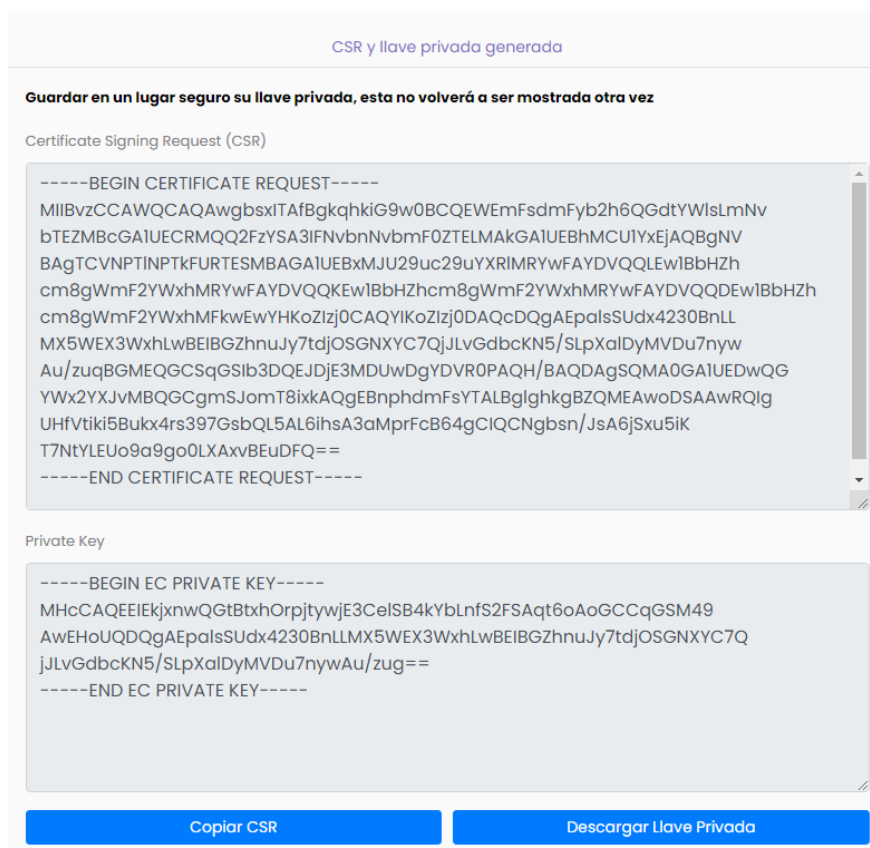 CSR y llave privada generada
Guardar en un lugar seguro su llave privada, esta no volverá a ser mostrada otra vez
Certificate Signing Request (CSR)
-----BEGIN CERTIFICATE REQUEST-----
MIIBvzCCAWQCAQAwgbsxITAfBgkqhkiG9w0BCQEWEmFsdmFyb2h6QGdtYWlsLmNv
bTEZMBcGA1UECRMQQ2FzYSA3IFNvbnNvbmF0ZTELMAkGA1UEBhMCU1YxEjAQBgNV
BAgTCVNPTlNPTkFURTESMBAGA1UEBxMJU29uc29uYXRlMRYwFAYDVQQLEw1BbHZh
cm8gWmF2YWxhMRYwFAYDVQQKEw1BbHZhcm8gWmF2YWxhMRYwFAYDVQQDEw1BbHZh
cm8gWmF2YWxhMFkwEwYHKoZIzj0CAQYIKoZIzj0DAQcDQgAEpaIsSUdx4230BnLL
MX5WEX3WxhLwBEIBGZhnuJy7tdjOSGNXYC7QjJLvGdbcKN5/SLpXalDyMVDu7nyw
Au/zuqBGMEQGCSqGSIb3DQEJDjE3MDUwDgYDVR0PAQH/BAQDAgSQMA0GA1UEDwQG
YWx2YXJvMBQGCgmSJomT8ixkAQgEBnphdmFsYTALBglghkgBZQMEAwoDSAAwRQIg
UHfVtiki5Bukx4rs397GsbQL5AL6ihsA3aMprFcB64gCIQCNgbsn/JsA6jSxu5iK
T7NtYLEUo9a9go0LXAxvBEuDFQ==
-----END CERTIFICATE REQUEST-----
Private Key
-----BEGIN EC PRIVATE KEY-----
MHcCAQEEIEkjxnwQGtBtxhOrpjtywjE3CelSB4kYbLnfS2FSAqt6oAoGCCqGSM49
AwEHoUQDQgAEpaIsSUdx4230BnLLMX5WEX3WxhLwBEIBGZhnuJy7tdjOSGNXYC7Q
jJLvGdbcKN5/SLpXalDyMVDu7nywAu/zug==
-----END EC PRIVATE KEY-----
Copiar CSR
Descargar Llave Privada